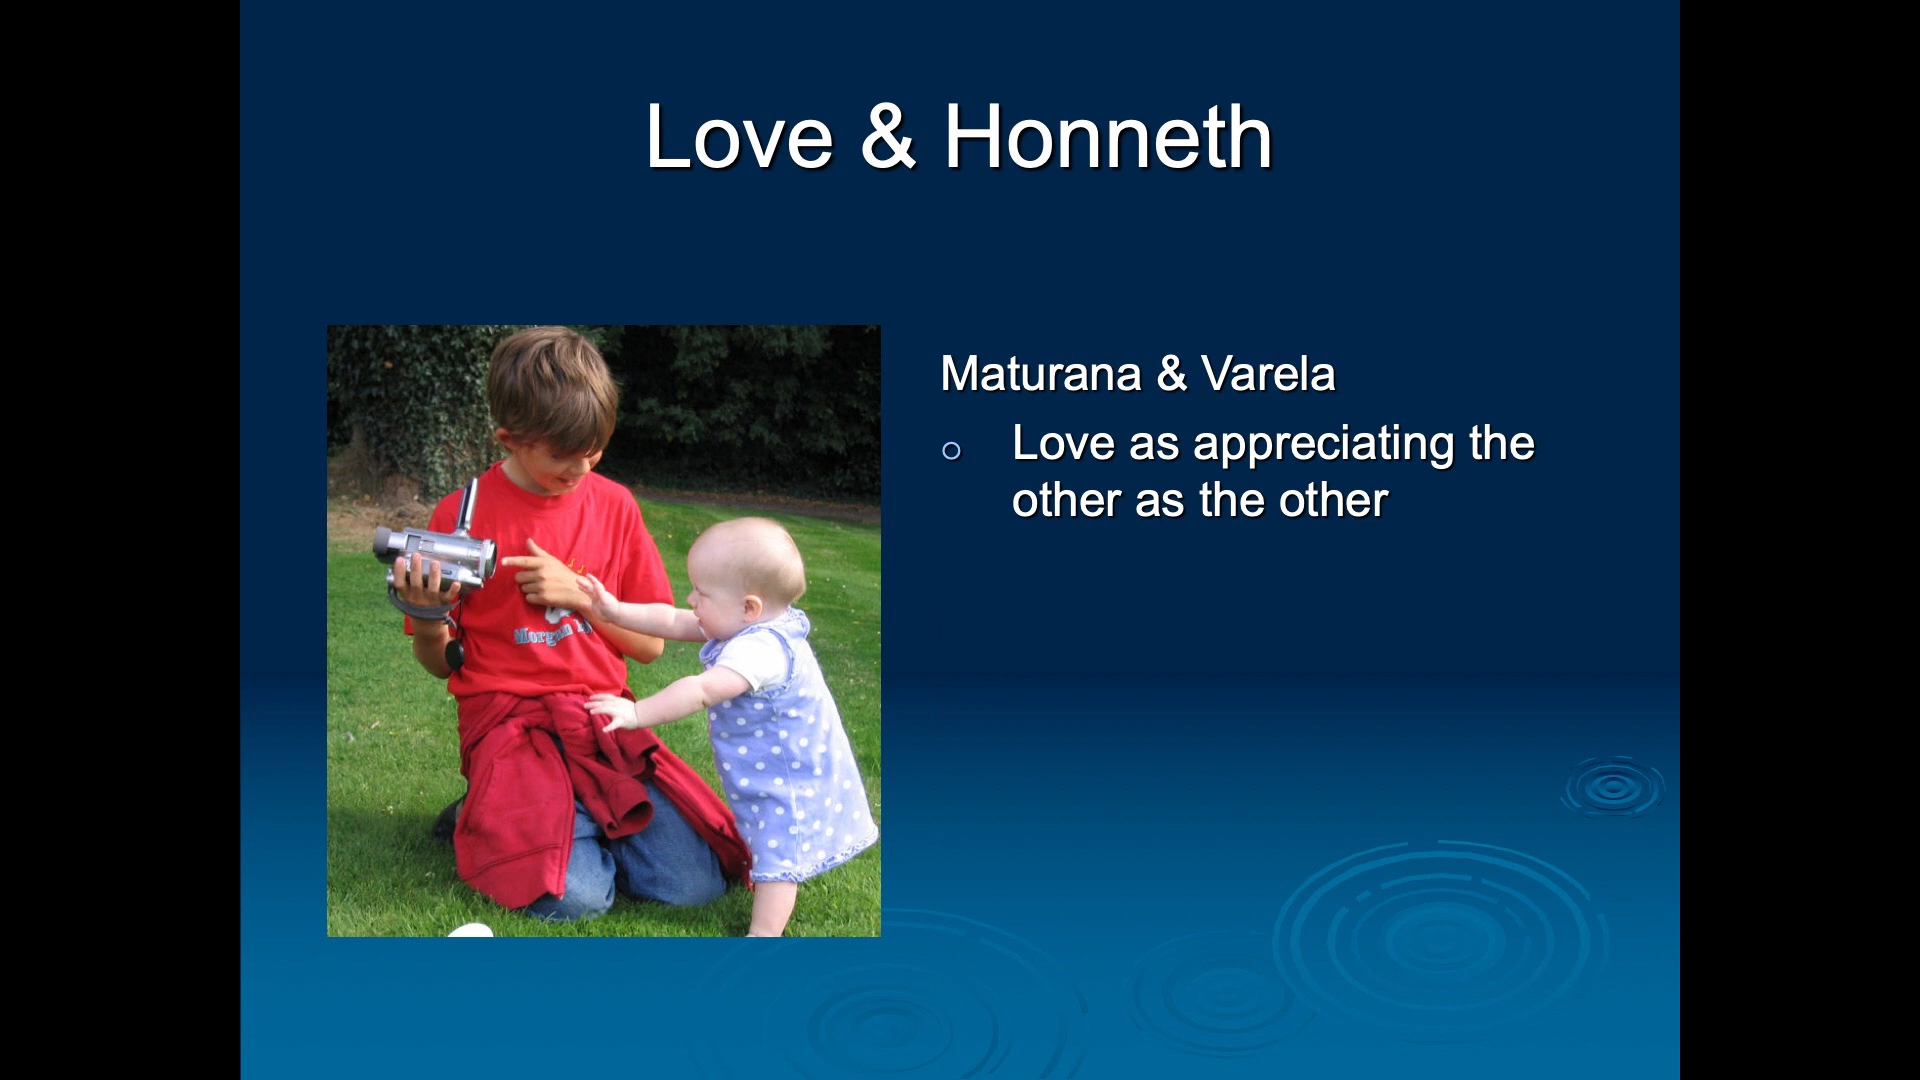 Love & Honneth
Maturana & Varela
Love as appreciating the
other as the other